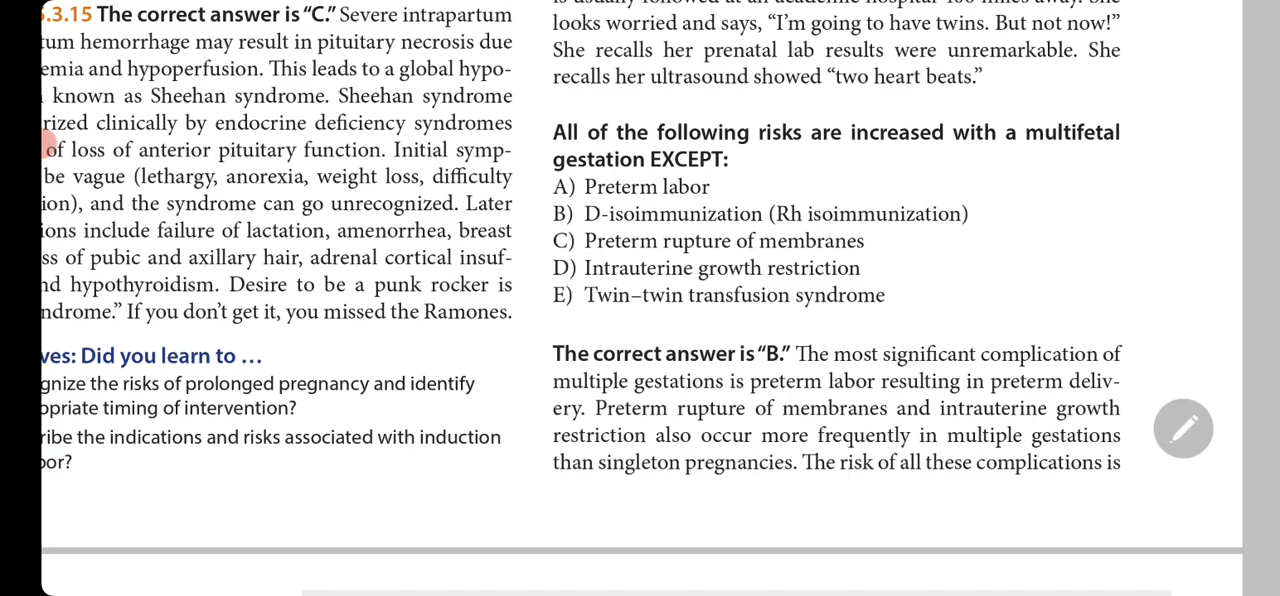 .3.15 The correct answer is “C.” Severe intrapartum
hemorrhage may result in pituitary necrosis due
and hypoperfusion. This leads to a global hypo-
known as Sheehan syndrome. Sheehan syndrome
clinically by endocrine deficiency syndromes
of loss of anterior pituitary function. Initial symp-
be vague (lethargy, anorexia, weight loss, difficulty
ion), and the syndrome can go unrecognized. Later
ions include failure of lactation, amenorrhea, breast
ss of pubic and axillary hair, adrenal cortical insuf-
nd hypothyroidism. Desire to be a punk rocker is
ndrome.” If you don’t get it, you missed the Ramones.
ves: Did you learn to …
gnize the risks of prolonged pregnancy and identify
opriate timing of intervention?
ribe the indications and risks associated with induction
bor?
looks worried and says, “I’m going to have twins. But not now!”
She recalls her prenatal lab results were unremarkable. She
recalls her ultrasound showed “two heart beats.”
All of the following risks are increased with a multifetal
gestation EXCEPT:
A) Preterm labor
B) D-isoimmunization (Rh isoimmunization)
C) Preterm rupture of membranes
D) Intrauterine growth restriction
E) Twin–twin transfusion syndrome
The correct answer is “B.” The most significant complication of
multiple gestations is preterm labor resulting in preterm deliv-
ery. Preterm rupture of membranes and intrauterine growth
restriction also occur more frequently in multiple gestations
than singleton pregnancies. The risk of all these complications is